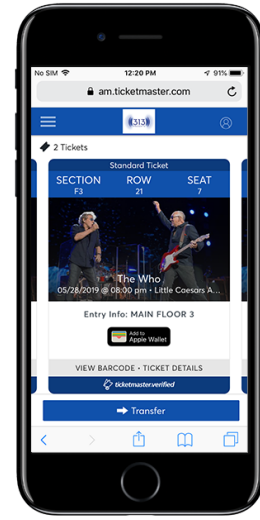 No SIM 12:20 PM 91%
am.ticketmaster.com
313
2 Tickets
Standard Ticket
SECTION ROW SEAT
F3 21 7
The Who
05/28/2019 @ 08:00 pm • Little Caesars A...
Entry Info: MAIN FLOOR 3
Add to
Apple Wallet
VIEW BARCODE • TICKET DETAILS
ticketmaster.verified
Transfer